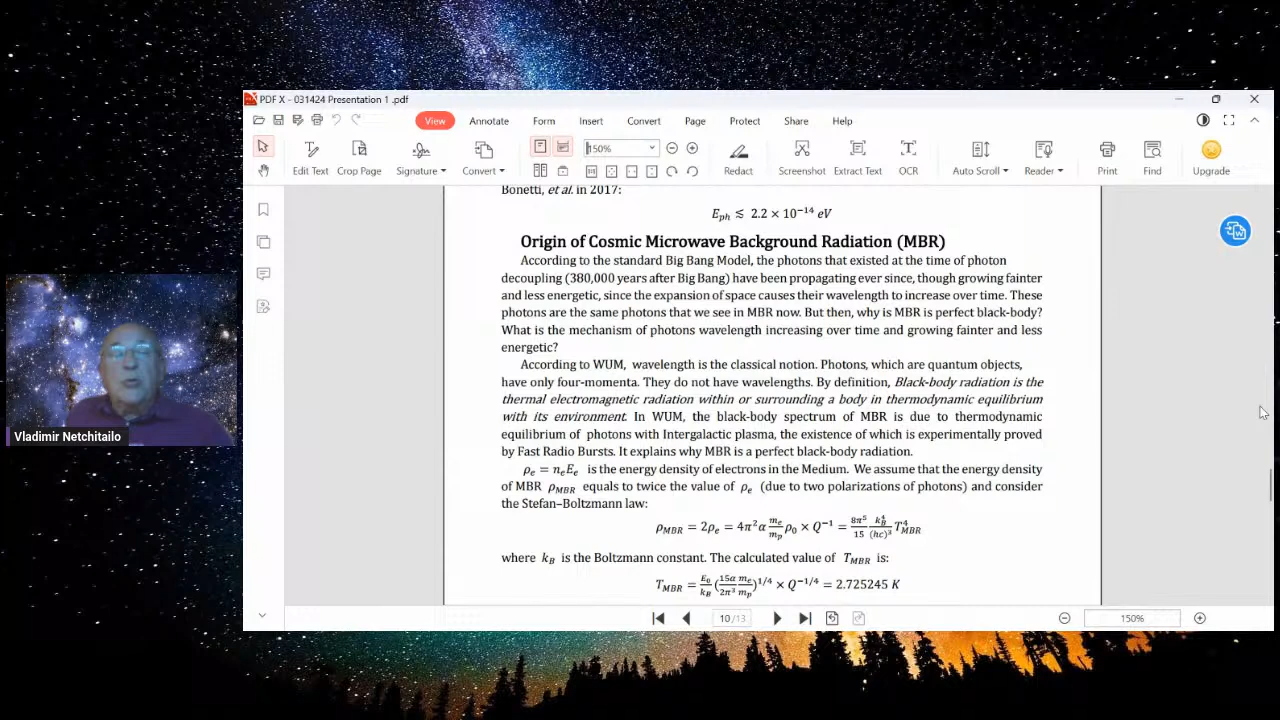 PDF X - 031424 Presentation 1 .pdf
View Annotate Form Insert Convert Page Protect Share Help
150%
Edit Text Crop Page Signature Convert Redact Screenshot Extract Text OCR Auto Scroll Reader Print Find Upgrade
Bonetti, et al. in 2017:
E_ph ≲ 2.2 × 10⁻¹⁴ eV
Origin of Cosmic Microwave Background Radiation (MBR)
According to the standard Big Bang Model, the photons that existed at the time of photon
decoupling (380,000 years after Big Bang) have been propagating ever since, though growing fainter
and less energetic, since the expansion of space causes their wavelength to increase over time. These
photons are the same photons that we see in MBR now. But then, why is MBR is perfect black-body?
What is the mechanism of photons wavelength increasing over time and growing fainter and less
energetic?
According to WUM, wavelength is the classical notion. Photons, which are quantum objects,
have only four-momenta. They do not have wavelengths. By definition, Black-body radiation is the
thermal electromagnetic radiation within or surrounding a body in thermodynamic equilibrium
with its environment. In WUM, the black-body spectrum of MBR is due to thermodynamic
equilibrium of photons with Intergalactic plasma, the existence of which is experimentally proved
by Fast Radio Bursts. It explains why MBR is a perfect black-body radiation.
ρ_e = n_eE_e is the energy density of electrons in the Medium. We assume that the energy density
of MBR ρ_MBR equals to twice the value of ρ_e (due to two polarizations of photons) and consider
the Stefan–Boltzmann law:
ρ_MBR = 2ρ_e = 4π²α m_e/m_p ρ₀ × Q⁻¹ = 8π⁵/15 k_B⁴/(hc)³ T⁴_MBR
where k_B is the Boltzmann constant. The calculated value of T_MBR is:
T_MBR = E₀/k_B (15α/2π³ m_e/m_p)^1/4 × Q^−1/4 = 2.725245 K
10 /13
150%
Vladimir Netchitailo